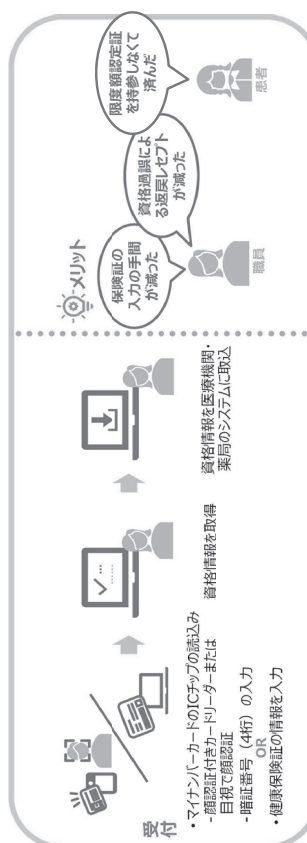 受付
・マイナンバーカードのICチップの読込み
- 顔認証付きカードリーダーまたは
目視で顔認証
- 暗証番号（4桁）の入力
OR
・健康保険証の情報を入力
資格情報を取得
資格情報を医療機関・
薬局のシステムに取込
メリット
保険証の
入力の手間
が減った
資格過誤によ
る返戻レセプト
が減った
職員
限度額認定証
を持参しなくて
済んだ
患者